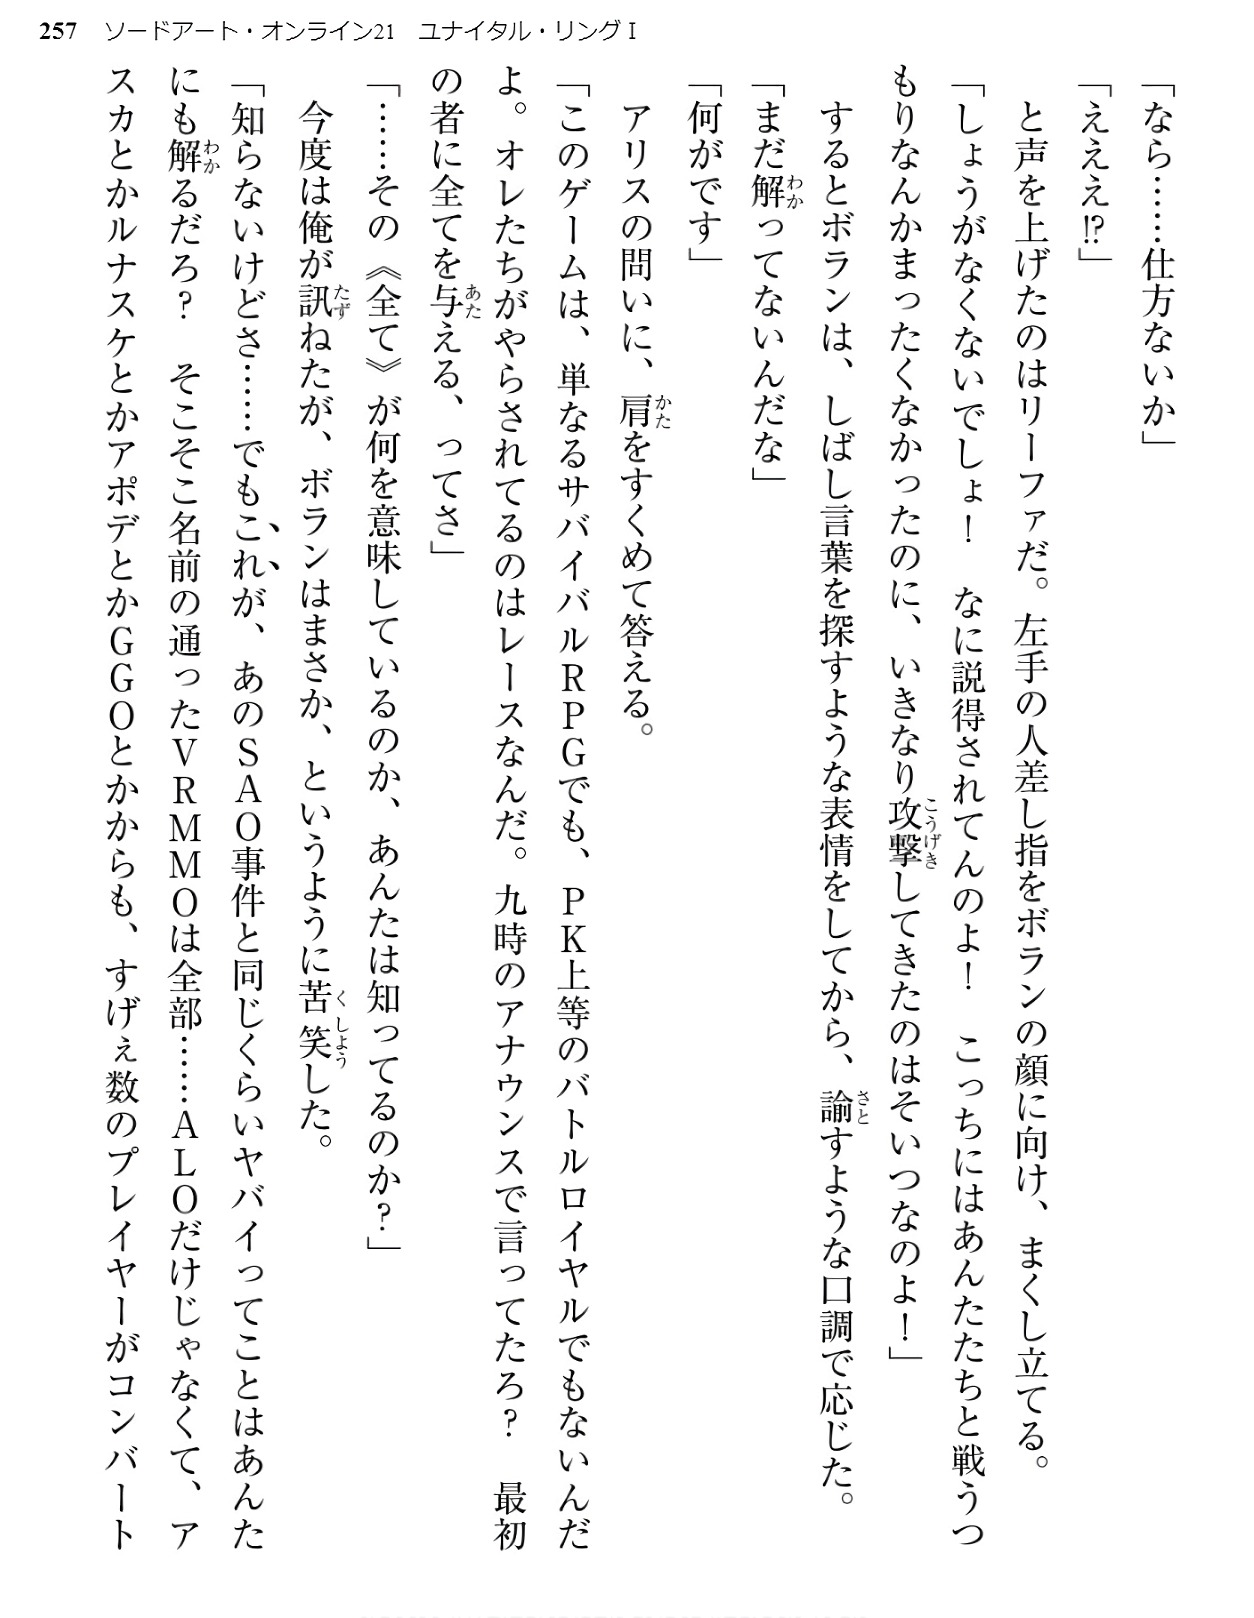 257 ソードアート・オンライン21 ユナイタル・リングⅠ
「なら……仕方ないか」
「えええ!?」
　と声を上げたのはリーファだ。左手の人差し指をボランの顔に向け、まくし立てる。
「しょうがなくないでしょ！　なに説得されてんのよ！　こっちにはあんたたちと戦うつ
もりなんかまったくなかったのに、いきなり攻撃してきたのはそいつなのよ！」
　するとボランは、しばし言葉を探すような表情をしてから、諭すような口調で応じた。
「まだ解ってないんだな」
「何がです」
　アリスの問いに、肩をすくめて答える。
「このゲームは、単なるサバイバルＲＰＧでも、ＰＫ上等のバトルロイヤルでもないんだ
よ。オレたちがやらされてるのはレースなんだ。九時のアナウンスで言ってたろ？　最初
の者に全てを与える、ってさ」
「……その《全て》が何を意味しているのか、あんたは知ってるのか？」
　今度は俺が訊ねたが、ボランはまさか、というように苦笑した。
「知らないけどさ……でもこれが、あのＳＡＯ事件と同じくらいヤバイってことはあんた
にも解るだろ？　そこそこ名前の通ったＶＲＭＭＯは全部……ＡＬＯだけじゃなくて、ア
スカとかルナスケとかアポデとかＧＧＯとかからも、すげぇ数のプレイヤーがコンバート